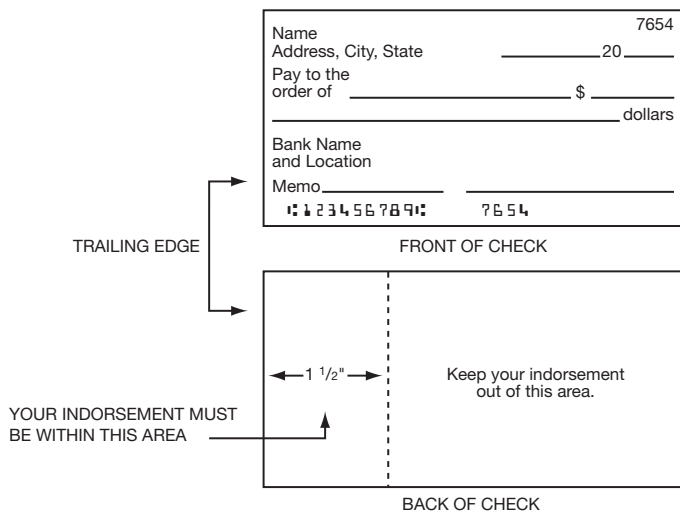 7654
Name
Address, City, State 20
Pay to the
order of $
dollars
Bank Name
and Location
Memo
⑆123456789⑆ 7654
TRAILING EDGE
FRONT OF CHECK
1 1/2"
Keep your indorsement
out of this area.
YOUR INDORSEMENT MUST
BE WITHIN THIS AREA
BACK OF CHECK